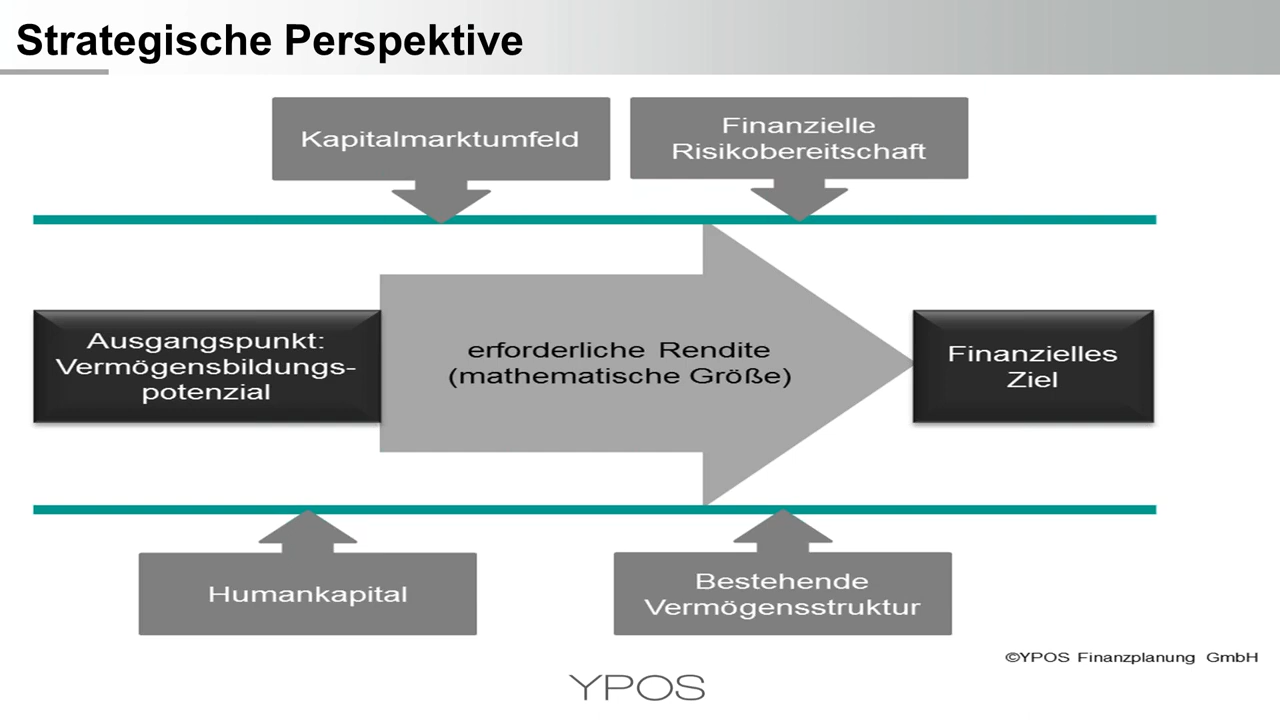 Strategische Perspektive
Kapitalmarktumfeld
Finanzielle
Risikobereitschaft
Ausgangspunkt:
Vermögensbildungs-
potenzial
erforderliche Rendite
(mathematische Größe)
Finanzielles
Ziel
Humankapital
Bestehende
Vermögensstruktur
©YPOS Finanzplanung GmbH
YPOS